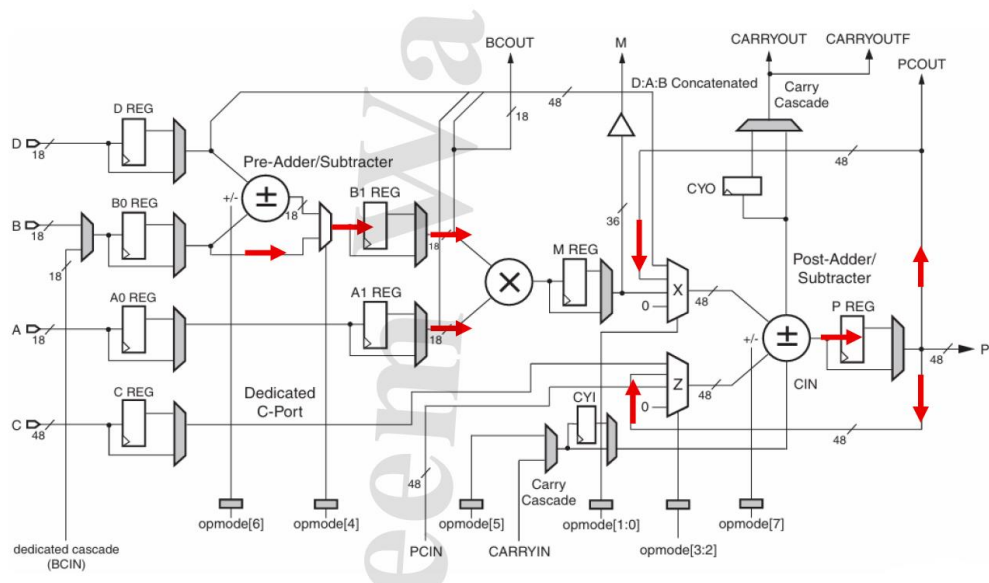 BCOUT
M
CARRYOUT
CARRYOUTF
PCOUT
D:A:B Concatenated
Carry
Cascade
48
18
D REG
D
18
Pre-Adder/Subtracter
48
+/-
CYO
B0 REG
18
B1 REG
B
18
36
18
M REG
Post-Adder/
Subtracter
18
X
48
0
P REG
A0 REG
A1 REG
A
18
18
+/-
P
48
Z
48
CIN
C REG
Dedicated
C-Port
0
CYI
C
48
48
48
Carry
Cascade
opmode[6]
opmode[4]
opmode[5]
opmode[1:0]
opmode[7]
dedicated cascade
(BCIN)
PCIN
CARRYIN
opmode[3:2]
een Wa